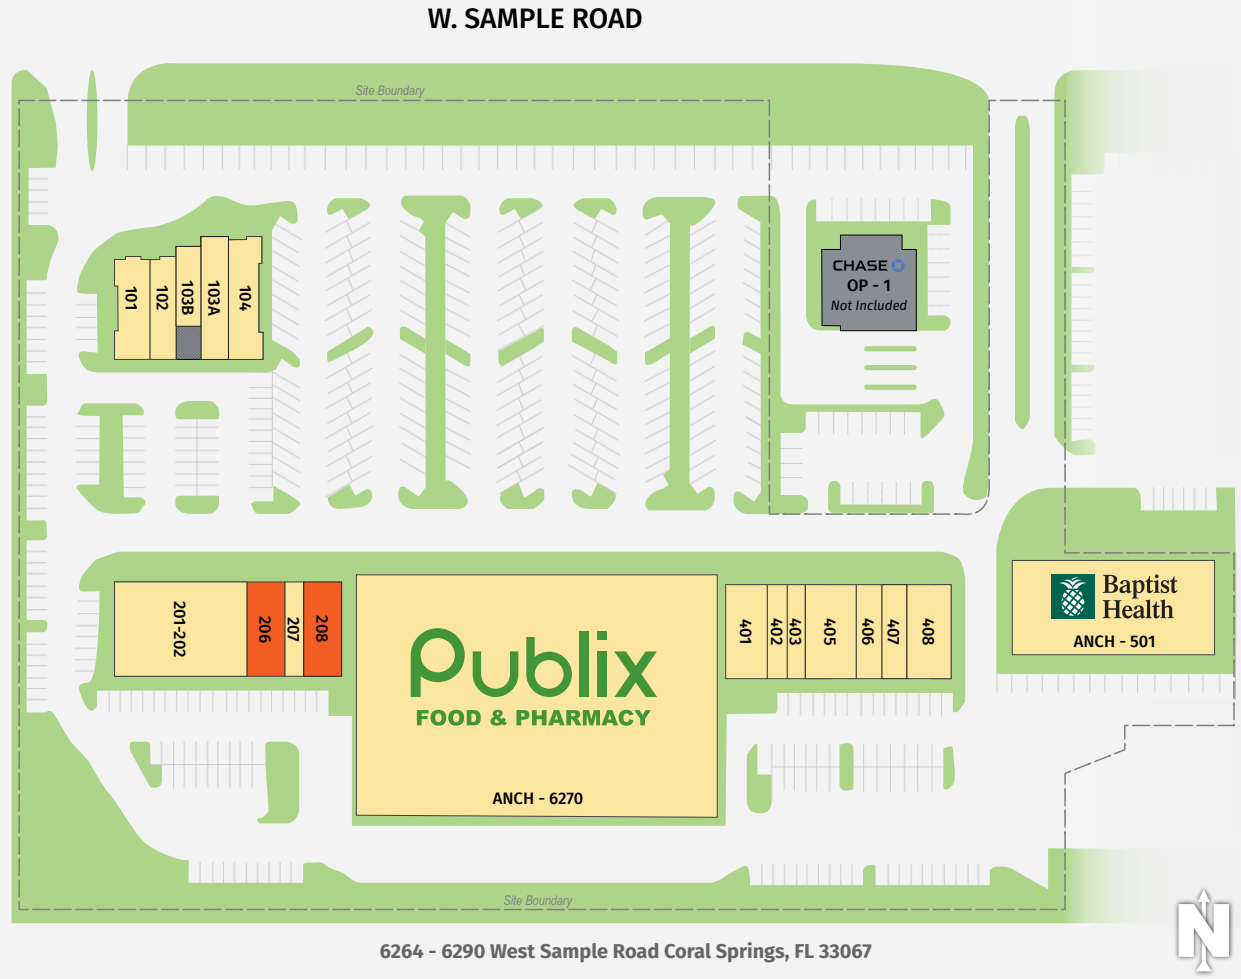 W. SAMPLE ROAD
Site Boundary
CHASE
OP - 1
Not Included
101
102
103B
103A
104
201-202
206
207
208
Publix
FOOD & PHARMACY
ANCH - 6270
401
402
403
405
406
407
408
Baptist
Health
ANCH - 501
Site Boundary
6264 - 6290 West Sample Road Coral Springs, FL 33067
N